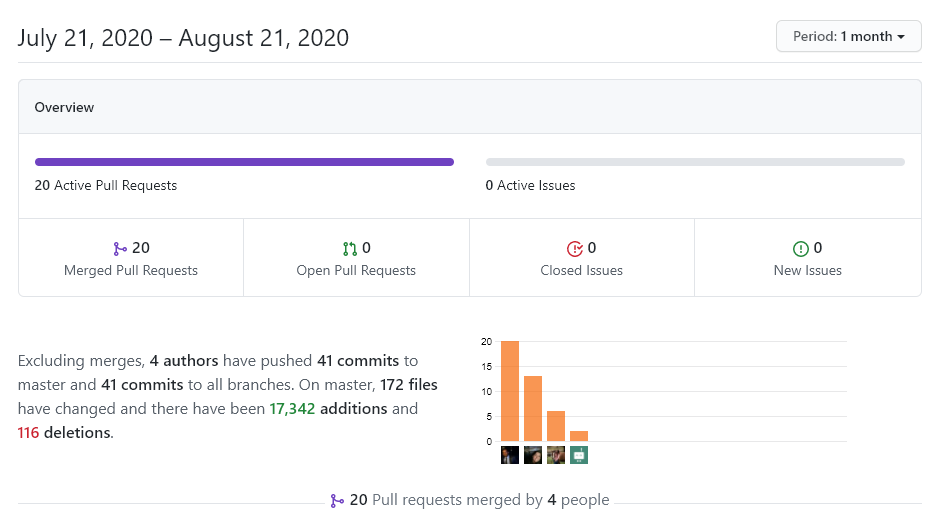 July 21, 2020 – August 21, 2020
Period: 1 month
Overview
20 Active Pull Requests
0 Active Issues
20
Merged Pull Requests
0
Open Pull Requests
0
Closed Issues
0
New Issues
Excluding merges, 4 authors have pushed 41 commits to
master and 41 commits to all branches. On master, 172 files
have changed and there have been 17,342 additions and
116 deletions.
20
15
10
5
0
20 Pull requests merged by 4 people